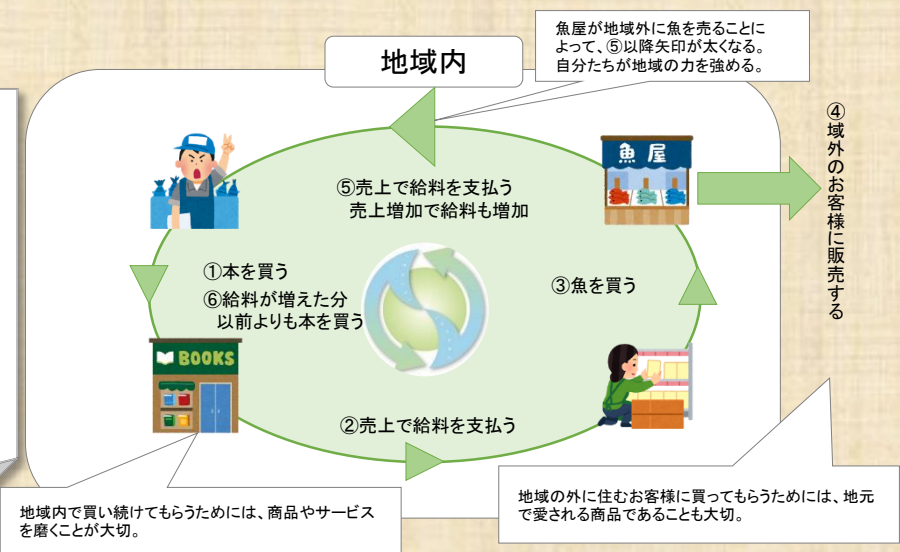 地域内
魚屋が地域外に魚を売ることに
よって、⑤以降矢印が太くなる。
自分たちが地域の力を強める。
④域外のお客様に販売する
魚屋
⑤売上で給料を支払う
売上増加で給料も増加
①本を買う
⑥給料が増えた分
以前よりも本を買う
③魚を買う
BOOKS
②売上で給料を支払う
地域内で買い続けてもらうためには、商品やサービス
を磨くことが大切。
地域の外に住むお客様に買ってもらうためには、地元
で愛される商品であることも大切。